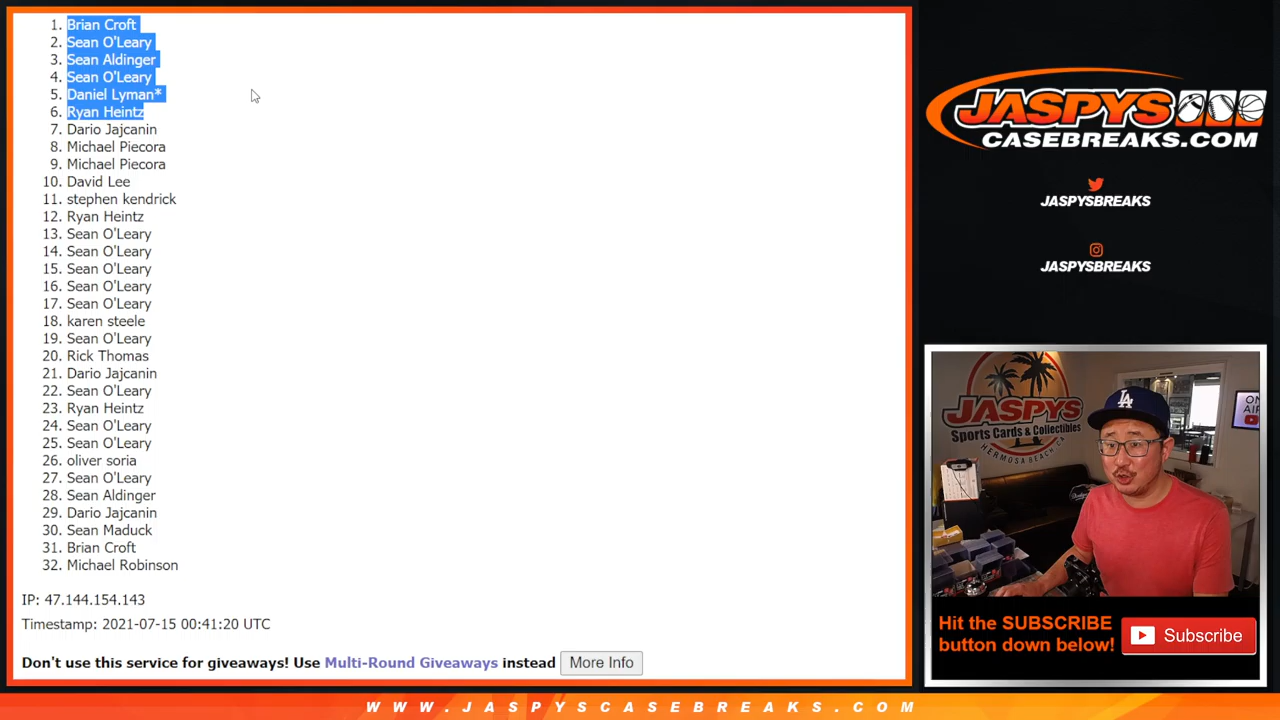 1. Brian Croft
2. Sean O'Leary
3. Sean Aldinger
4. Sean O'Leary
5. Daniel Lyman*
6. Ryan Heintz
7. Dario Jajcanin
8. Michael Piecora
9. Michael Piecora
10. David Lee
11. stephen kendrick
12. Ryan Heintz
13. Sean O'Leary
14. Sean O'Leary
15. Sean O'Leary
16. Sean O'Leary
17. Sean O'Leary
18. karen steele
19. Sean O'Leary
20. Rick Thomas
21. Dario Jajcanin
22. Sean O'Leary
23. Ryan Heintz
24. Sean O'Leary
25. Sean O'Leary
26. oliver soria
27. Sean O'Leary
28. Sean Aldinger
29. Dario Jajcanin
30. Sean Maduck
31. Brian Croft
32. Michael Robinson
IP: 47.144.154.143
Timestamp: 2021-07-15 00:41:20 UTC
Don't use this service for giveaways! Use Multi-Round Giveaways instead More Info
JASPYS
CASEBREAKS.COM
JASPYSBREAKS
JASPYSBREAKS
JASPYS
Sports Cards & Collectibles
HERMOSA BEACH CA
LA
ON
AIR
Hit the SUBSCRIBE
button down below!
Subscribe
WWW.JASPYSCASEBREAKS.COM